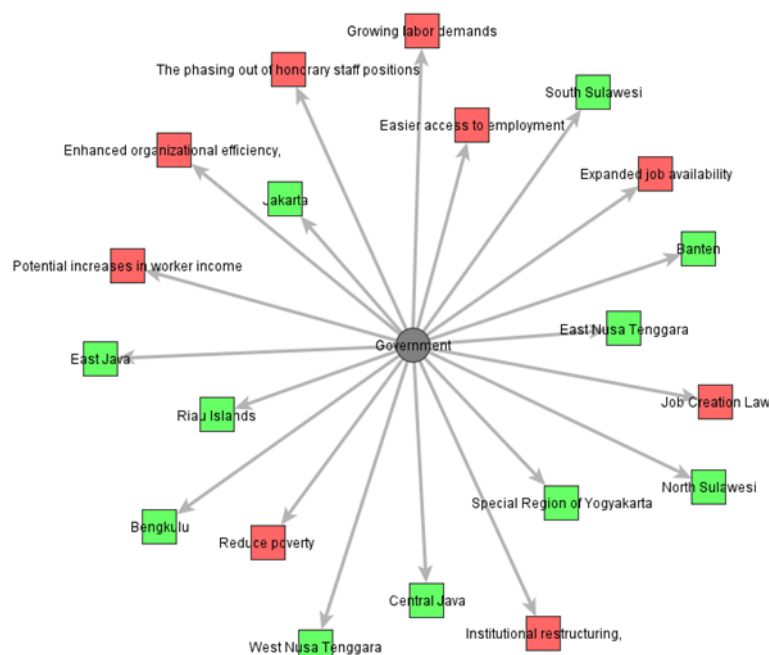 Growing labor demands
The phasing out of honorary staff positions
South Sulawesi
Easier access to employment
Enhanced organizational efficiency,
Expanded job availability
Jakarta
Banten
Potential increases in worker income
East Nusa Tenggara
Government
East Java
Job Creation Law
Riau Islands
North Sulawesi
Special Region of Yogyakarta
Bengkulu
Reduce poverty
Central Java
Institutional restructuring,
West Nusa Tenggara